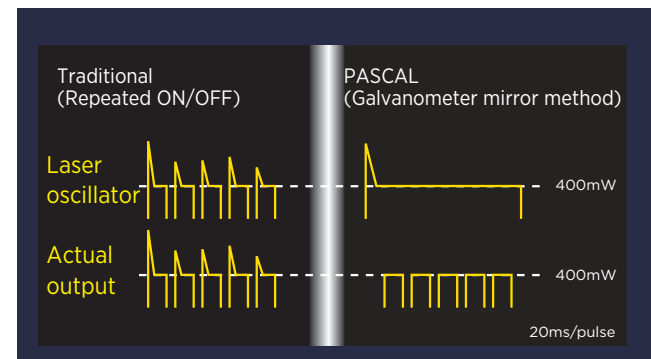 Traditional
(Repeated ON/OFF)
PASCAL
(Galvanometer mirror method)
Laser
oscillator
400mW
Actual
output
400mW
20ms/pulse